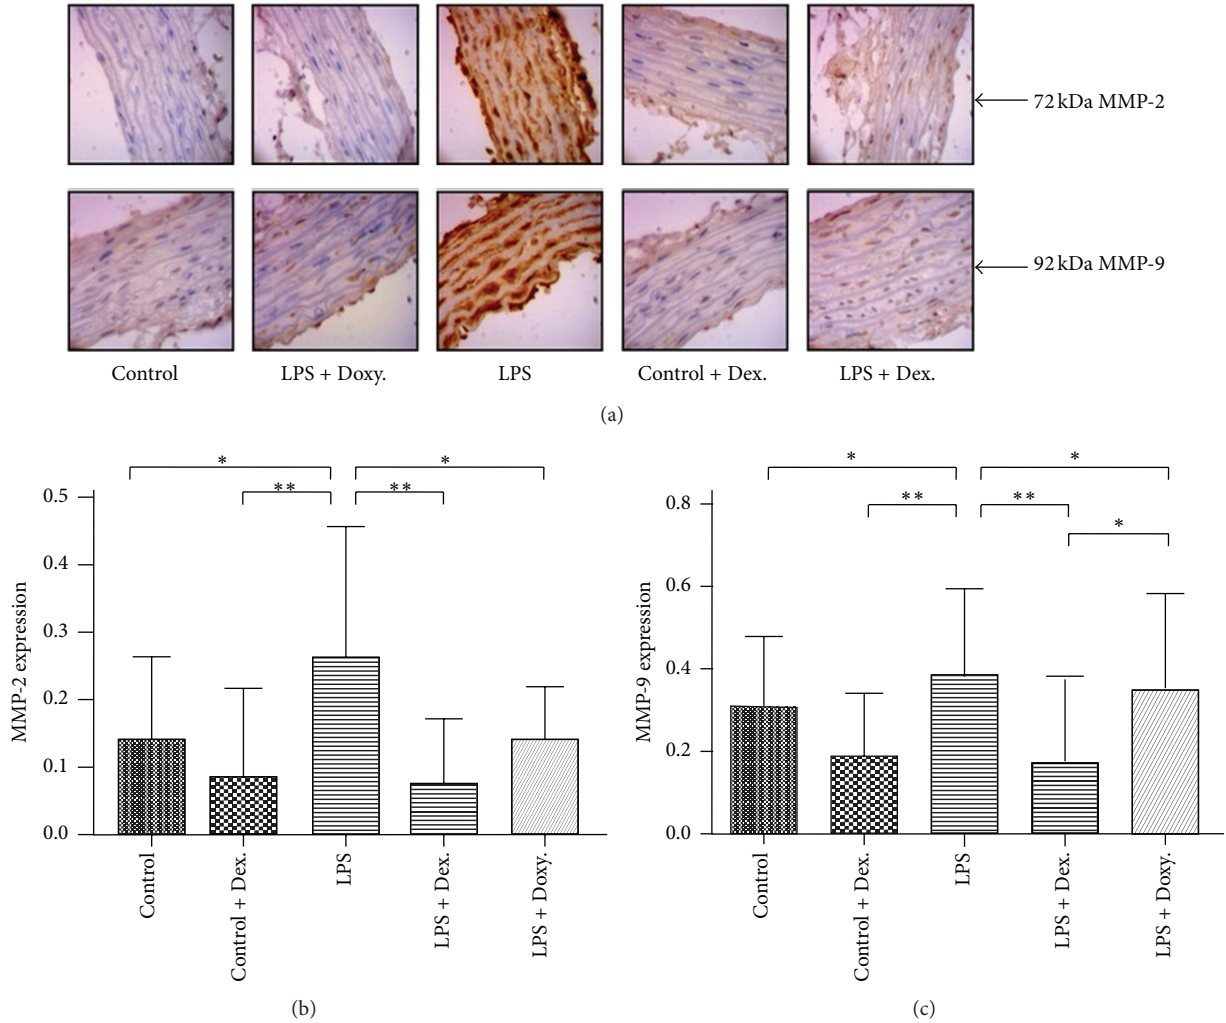 72 kDa MMP-2
92 kDa MMP-9
Control
LPS + Doxy.
LPS
Control + Dex.
LPS + Dex.
(a)
* * ** **
0.5
0.4
0.3
0.2
0.1
0.0
MMP-2 expression
Control
Control + Dex.
LPS
LPS + Dex.
LPS + Doxy.
(b)
* * ** ** *
0.8
0.6
0.4
0.2
0.0
MMP-9 expression
Control
Control + Dex.
LPS
LPS + Dex.
LPS + Doxy.
(c)